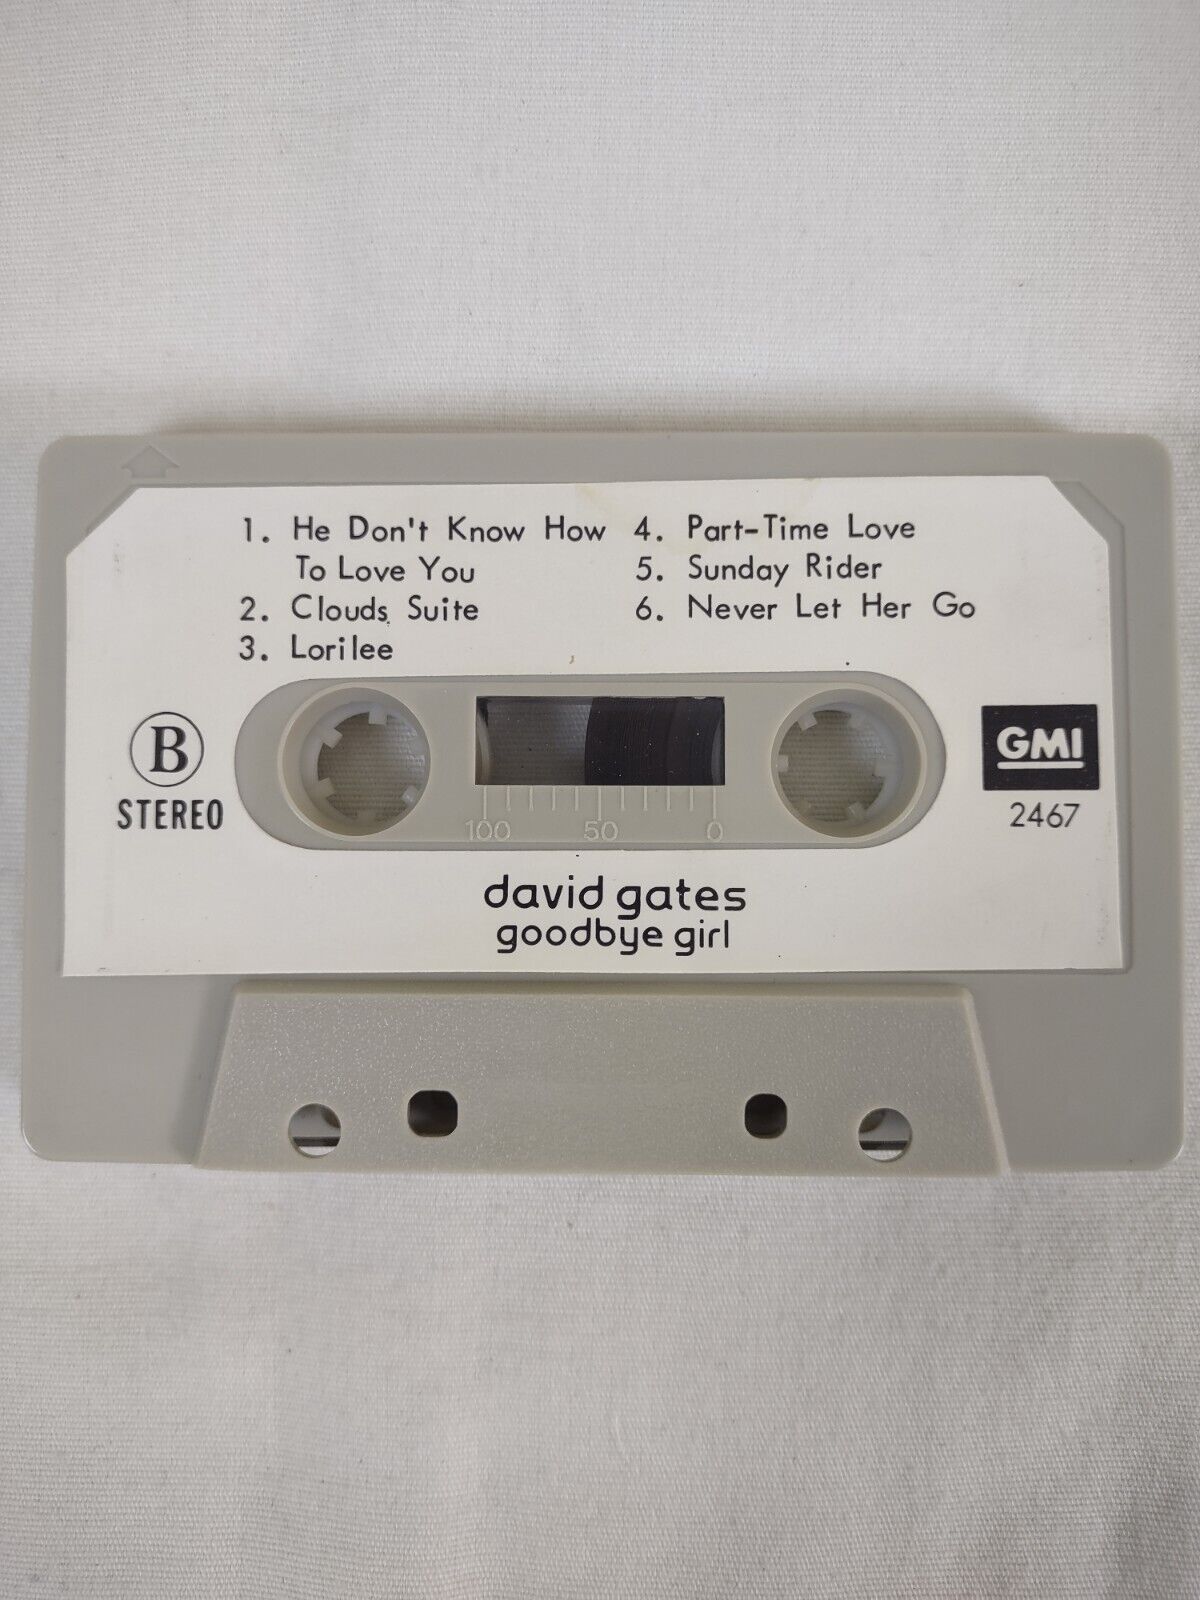 1. He Don't Know How
To Love You
2. Clouds Suite
3. Lorilee
4. Part-Time Love
5. Sunday Rider
6. Never Let Her Go
B
STEREO
GMI
2467
100 50 0
david gates
goodbye girl